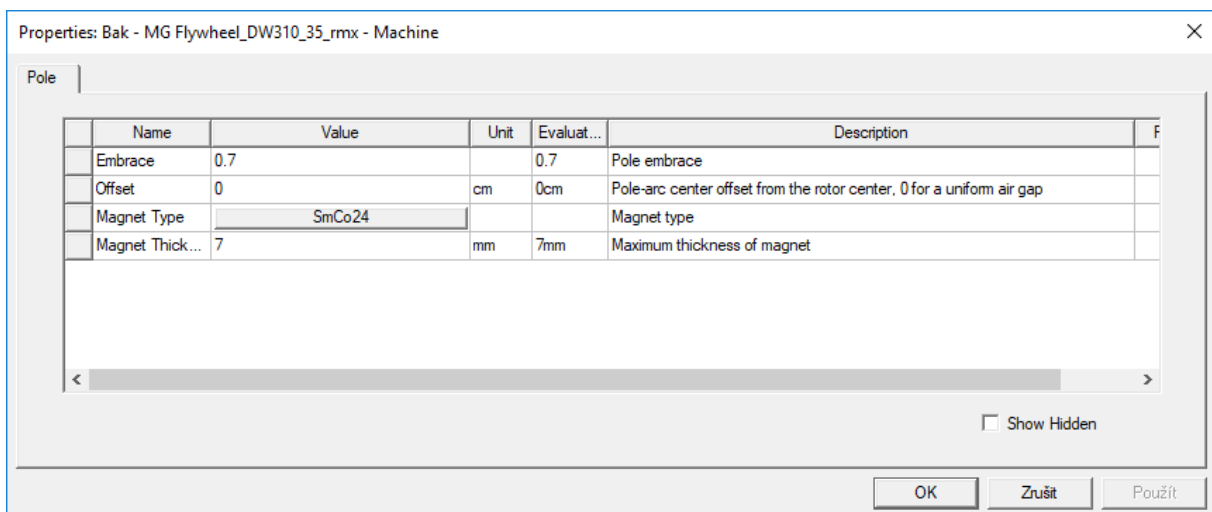 Properties: Bak - MG Flywheel_DW310_35_rmx - Machine
Pole
Name Value Unit Evaluat... Description F
Embrace 0.7 0.7 Pole embrace
Offset 0 cm 0cm Pole-arc center offset from the rotor center, 0 for a uniform air gap
Magnet Type SmCo24 Magnet type
Magnet Thick... 7 mm 7mm Maximum thickness of magnet
Show Hidden
OK Zrušit Použít